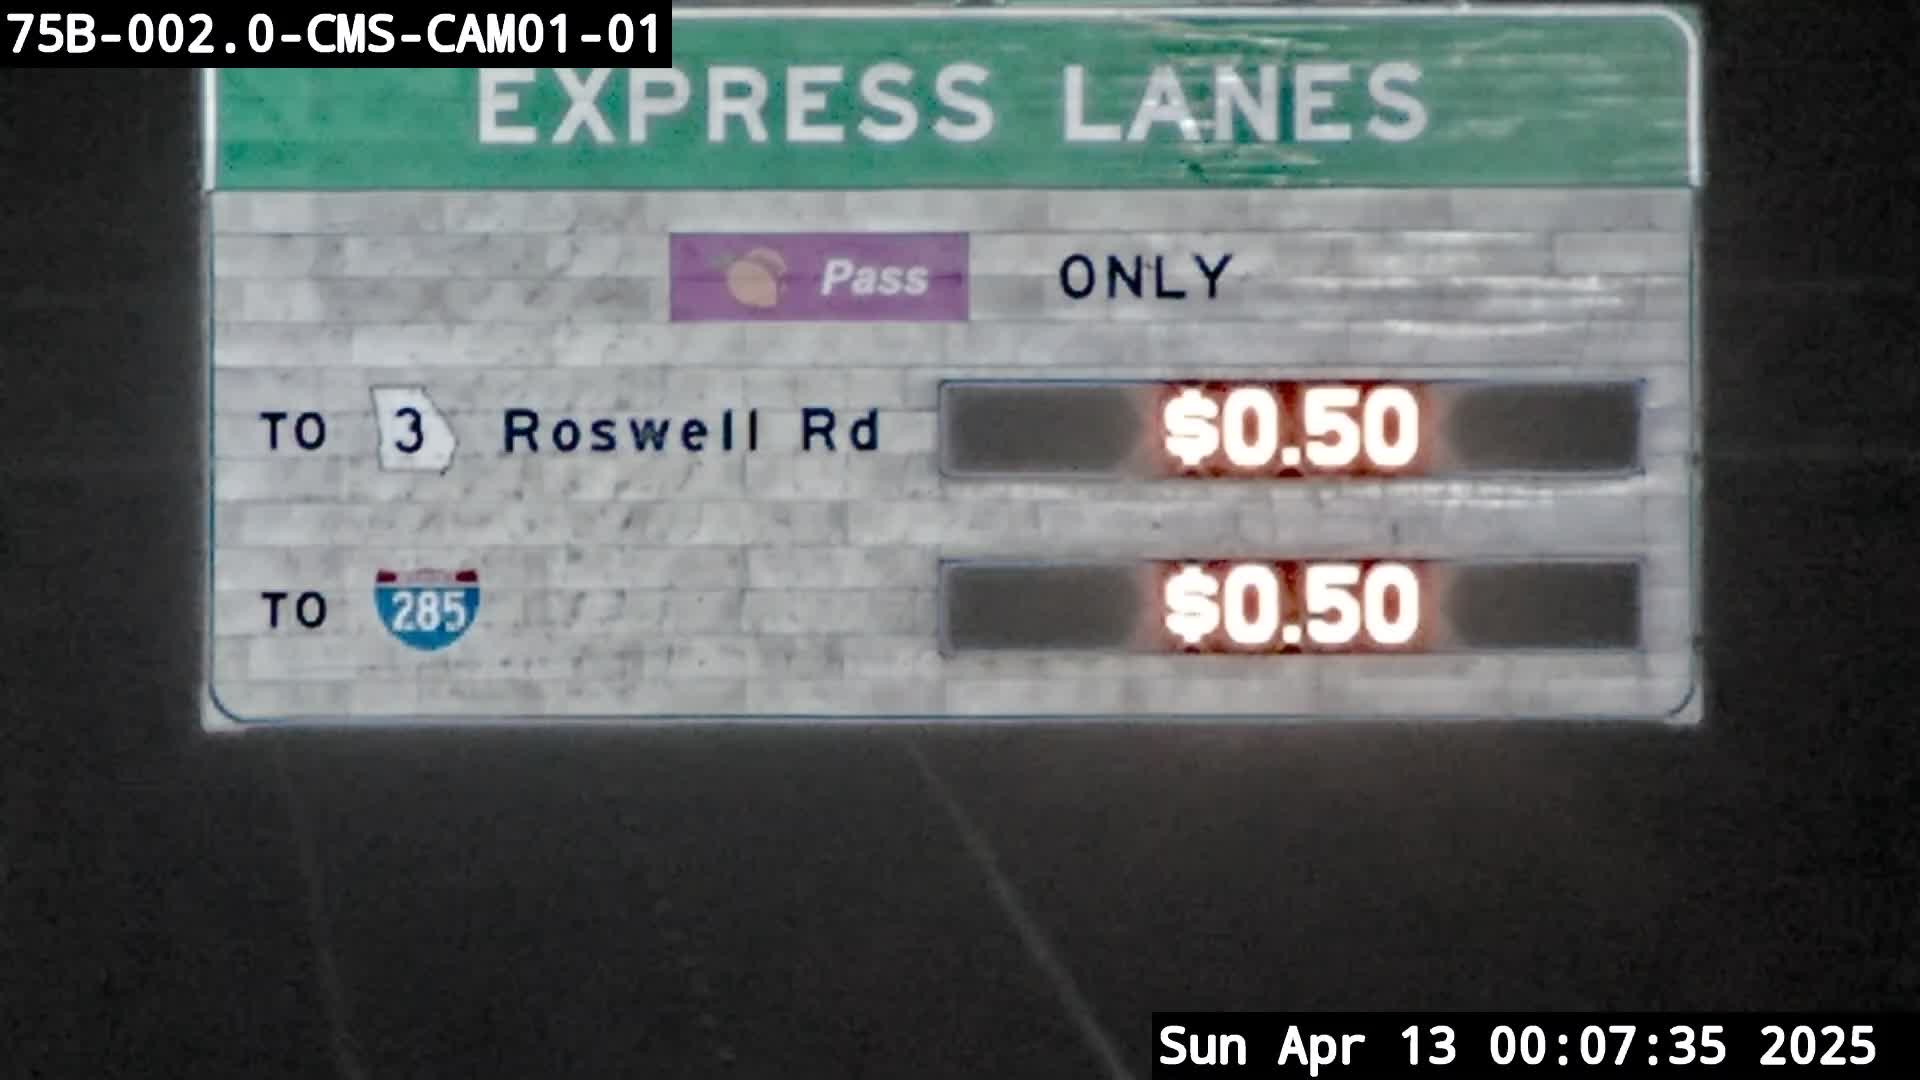 75B-002.0-CMS-CAM01-01
EXPRESS LANES
Pass ONLY
TO 3 Roswell Rd $0.50
TO 285 $0.50
Sun Apr 13 00:07:35 2025